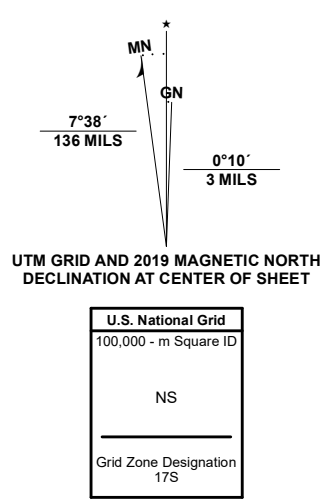 MN
GN
7°38´
136 MILS
0°10´
3 MILS
UTM GRID AND 2019 MAGNETIC NORTH
DECLINATION AT CENTER OF SHEET
U.S. National Grid
100,000 - m Square ID
NS
Grid Zone Designation
17S